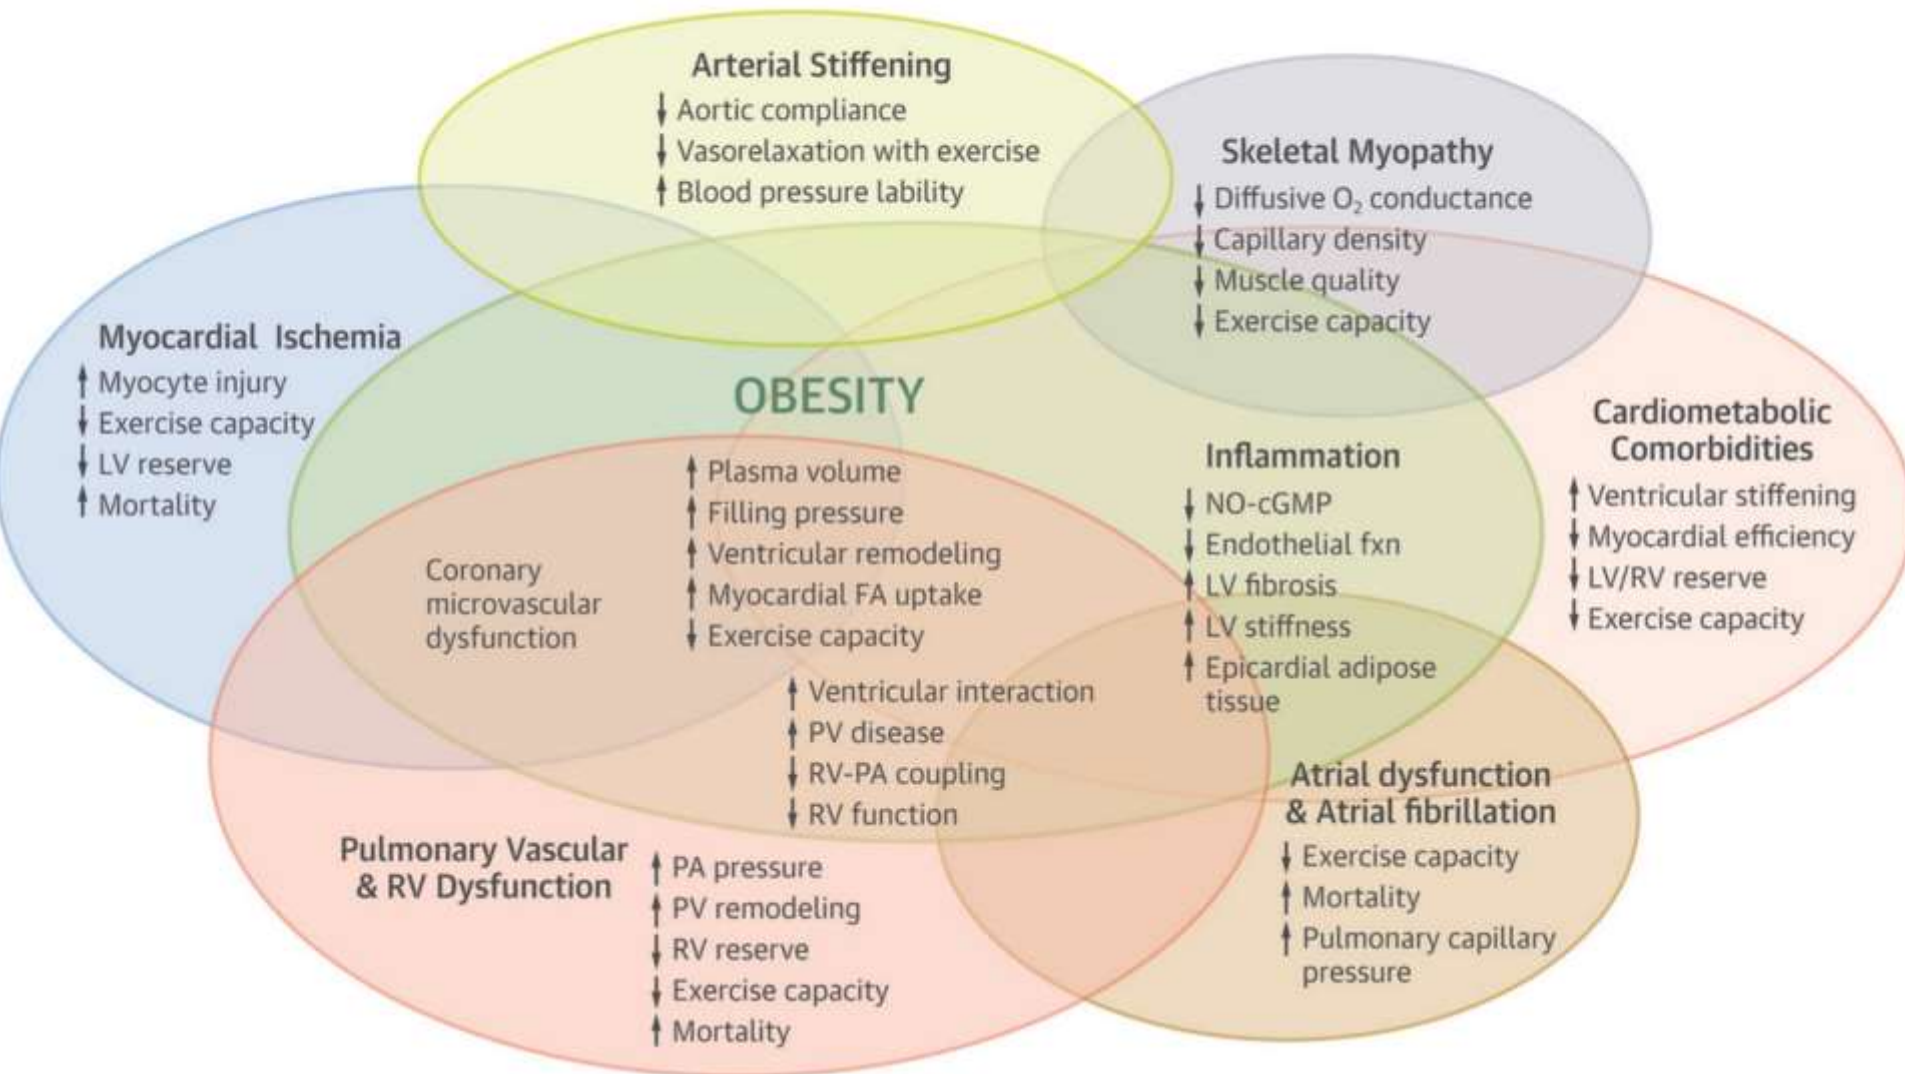 Arterial Stiffening
↓ Aortic compliance
↓ Vasorelaxation with exercise
↑ Blood pressure lability
Skeletal Myopathy
↓ Diffusive O₂ conductance
↓ Capillary density
↓ Muscle quality
↓ Exercise capacity
Myocardial Ischemia
↑ Myocyte injury
↓ Exercise capacity
↓ LV reserve
↑ Mortality
OBESITY
↑ Plasma volume
↑ Filling pressure
↑ Ventricular remodeling
↑ Myocardial FA uptake
↓ Exercise capacity
Coronary
microvascular
dysfunction
↑ Ventricular interaction
↑ PV disease
↓ RV-PA coupling
↓ RV function
Inflammation
↓ NO-cGMP
↓ Endothelial fxn
↑ LV fibrosis
↑ LV stiffness
↑ Epicardial adipose
tissue
Cardiometabolic
Comorbidities
↑ Ventricular stiffening
↓ Myocardial efficiency
↓ LV/RV reserve
↓ Exercise capacity
Atrial dysfunction
& Atrial fibrillation
↓ Exercise capacity
↑ Mortality
↑ Pulmonary capillary
pressure
Pulmonary Vascular
& RV Dysfunction
↑ PA pressure
↑ PV remodeling
↓ RV reserve
↓ Exercise capacity
↑ Mortality